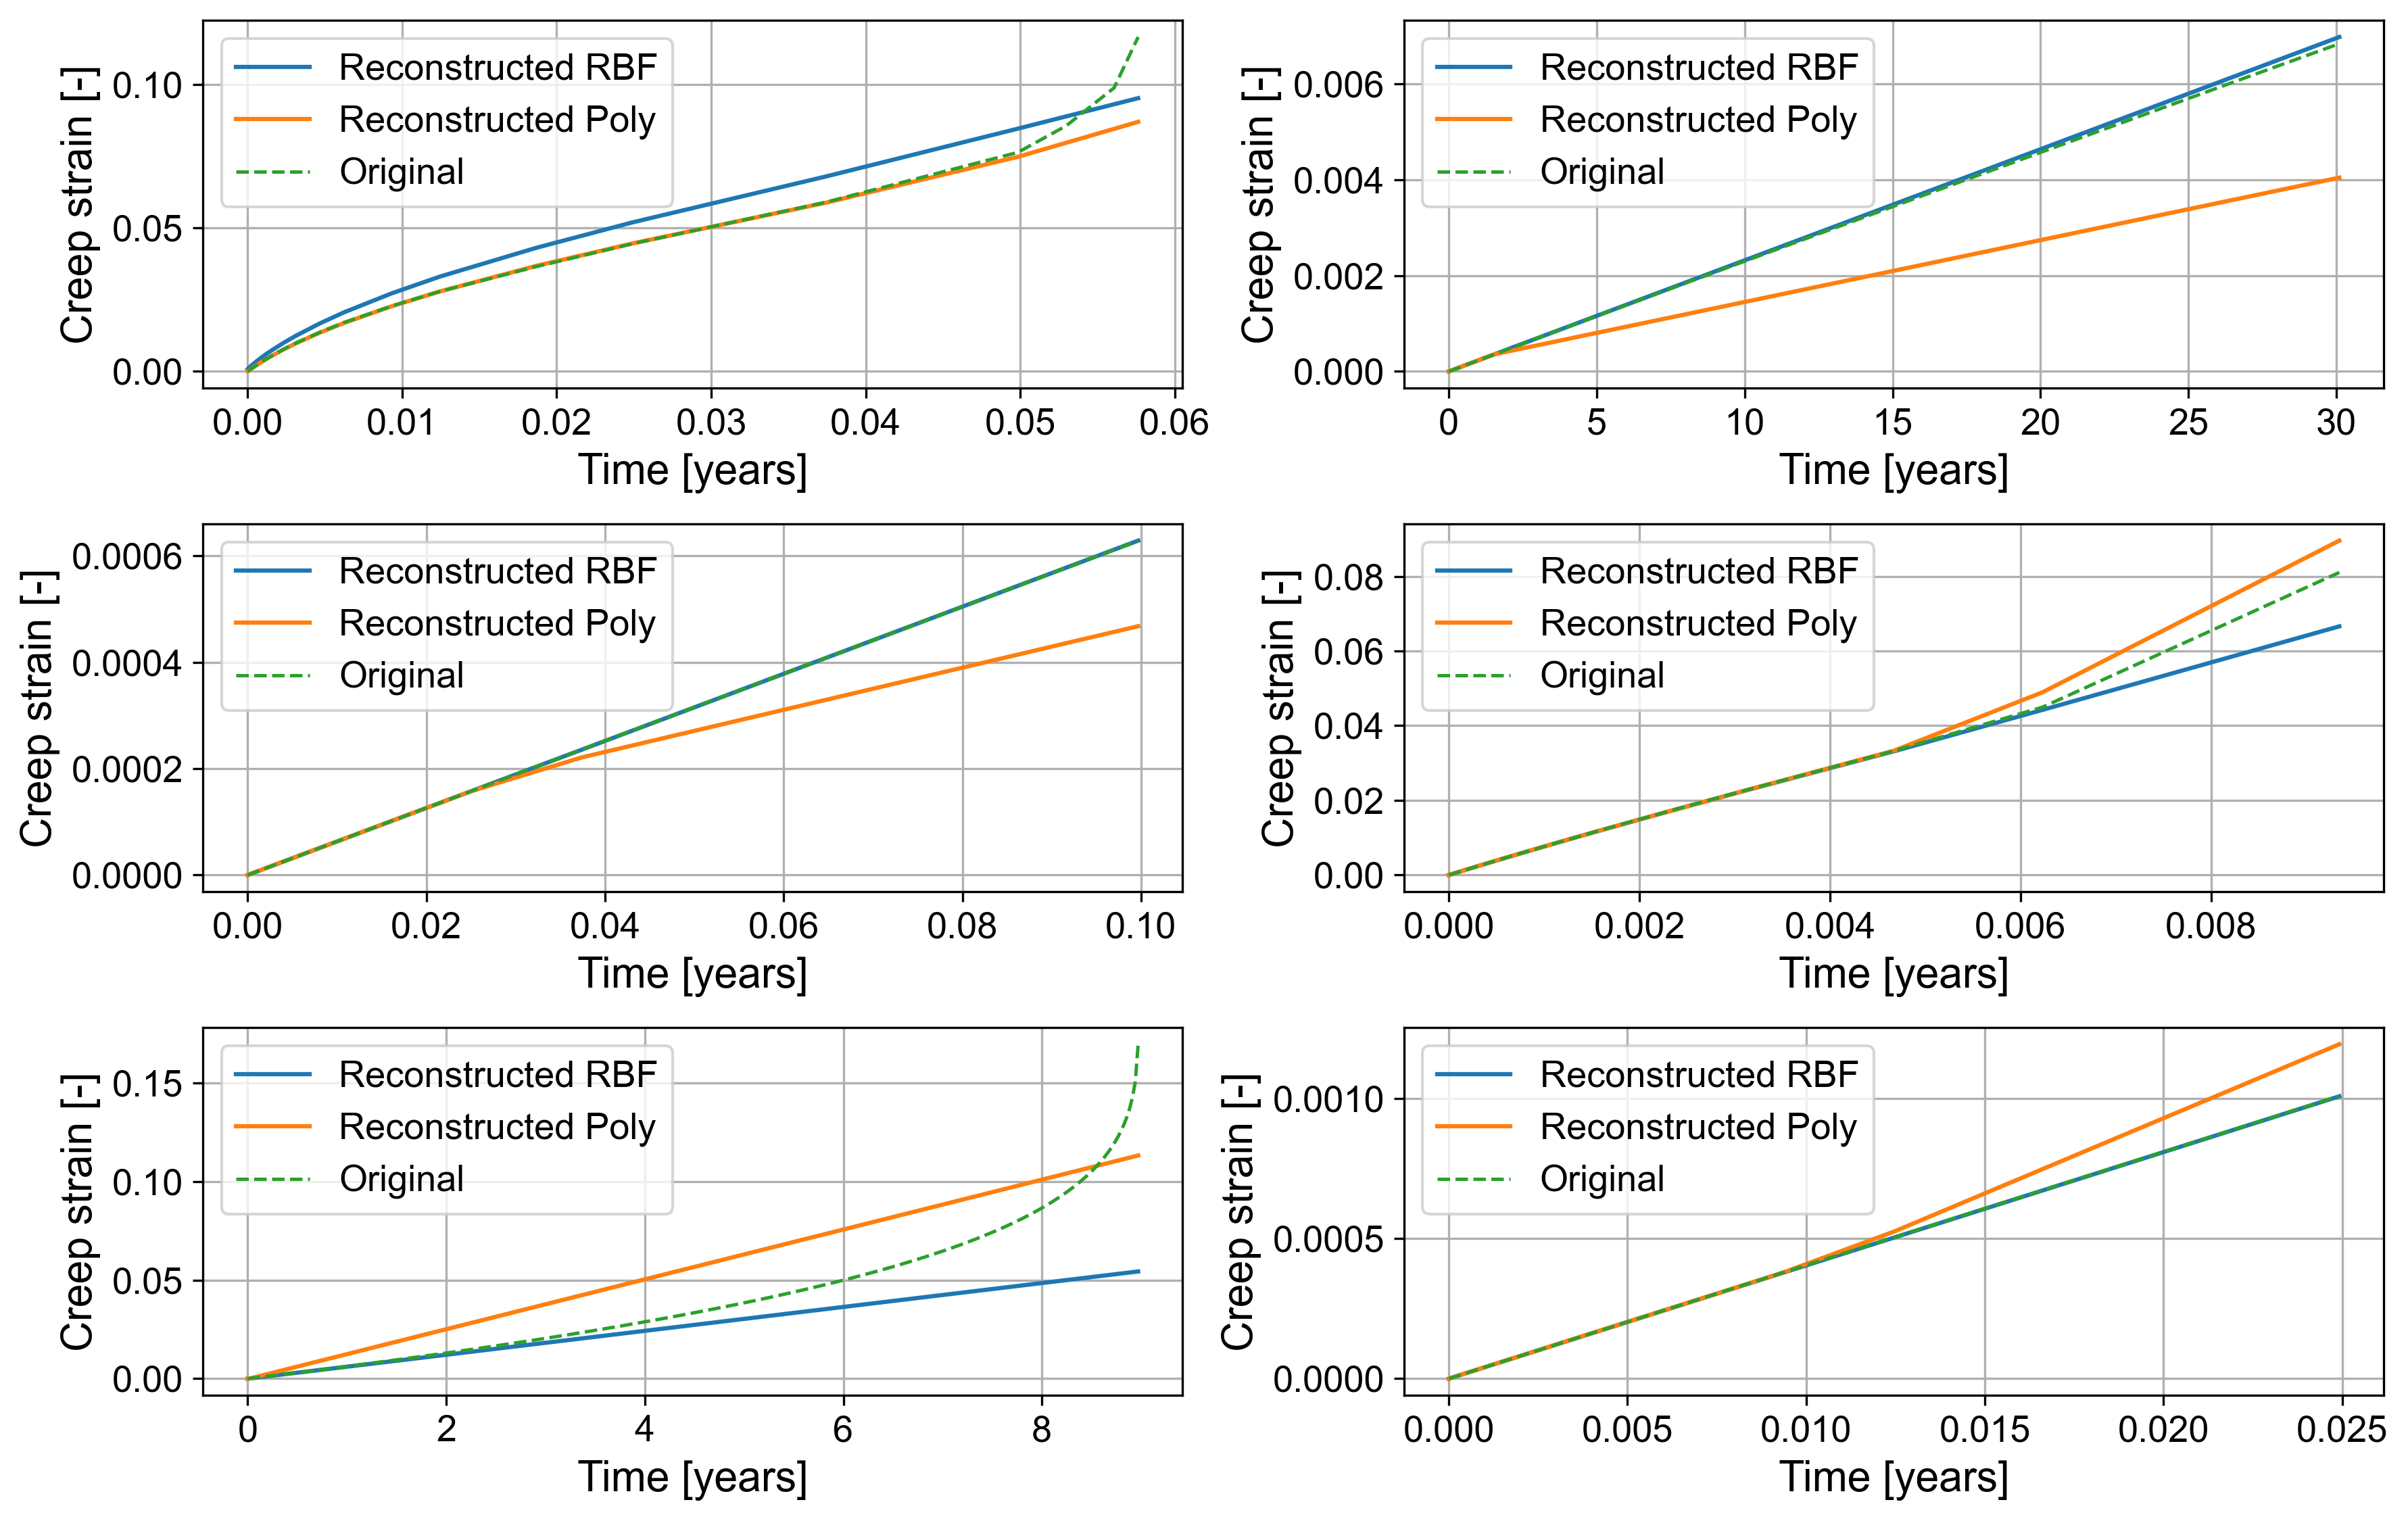 Creep strain [-]
0.10
0.05
0.00
Reconstructed RBF
Reconstructed Poly
Original
0.00 0.01 0.02 0.03 0.04 0.05 0.06
Time [years]
Creep strain [-]
0.006
0.004
0.002
0.000
Reconstructed RBF
Reconstructed Poly
Original
0 5 10 15 20 25 30
Time [years]
Creep strain [-]
0.0006
0.0004
0.0002
0.0000
Reconstructed RBF
Reconstructed Poly
Original
0.00 0.02 0.04 0.06 0.08 0.10
Time [years]
Creep strain [-]
0.08
0.06
0.04
0.02
0.00
Reconstructed RBF
Reconstructed Poly
Original
0.000 0.002 0.004 0.006 0.008
Time [years]
Creep strain [-]
0.15
0.10
0.05
0.00
Reconstructed RBF
Reconstructed Poly
Original
0 2 4 6 8
Time [years]
Creep strain [-]
0.0010
0.0005
0.0000
Reconstructed RBF
Reconstructed Poly
Original
0.000 0.005 0.010 0.015 0.020 0.025
Time [years]